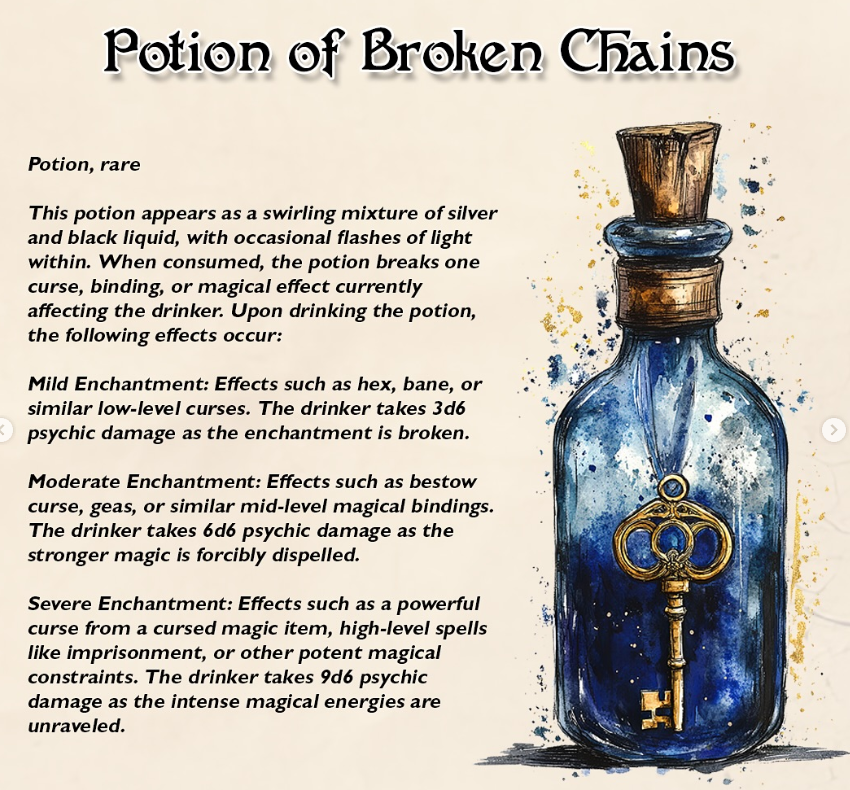 Potion of Broken Chains
Potion, rare
This potion appears as a swirling mixture of silver
and black liquid, with occasional flashes of light
within. When consumed, the potion breaks one
curse, binding, or magical effect currently
affecting the drinker. Upon drinking the potion,
the following effects occur:
Mild Enchantment: Effects such as hex, bane, or
similar low-level curses. The drinker takes 3d6
psychic damage as the enchantment is broken.
Moderate Enchantment: Effects such as bestow
curse, geas, or similar mid-level magical bindings.
The drinker takes 6d6 psychic damage as the
stronger magic is forcibly dispelled.
Severe Enchantment: Effects such as a powerful
curse from a cursed magic item, high-level spells
like imprisonment, or other potent magical
constraints. The drinker takes 9d6 psychic
damage as the intense magical energies are
unraveled.